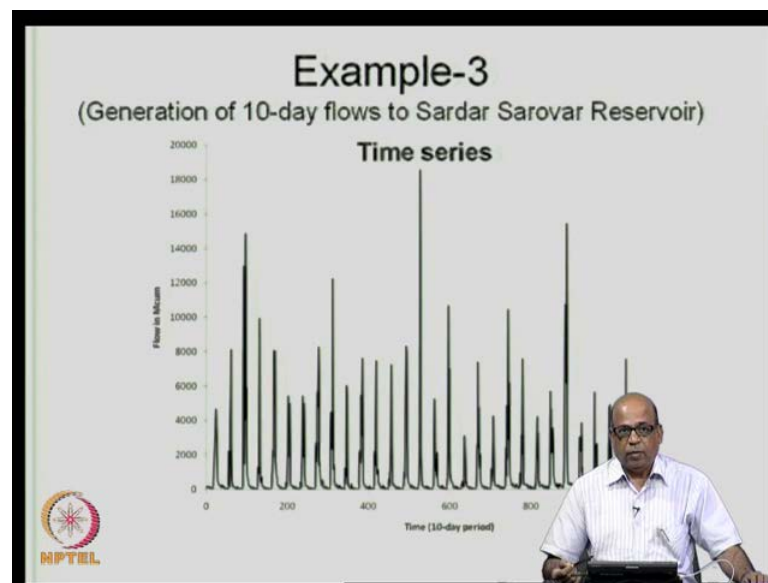 Example-3
(Generation of 10-day flows to Sardar Sarovar Reservoir)
Time series
20000
18000
16000
14000
12000
10000
8000
6000
4000
2000
0
Flow in Mcum
0
200
400
600
800
Time (10-day period)
NPTEL